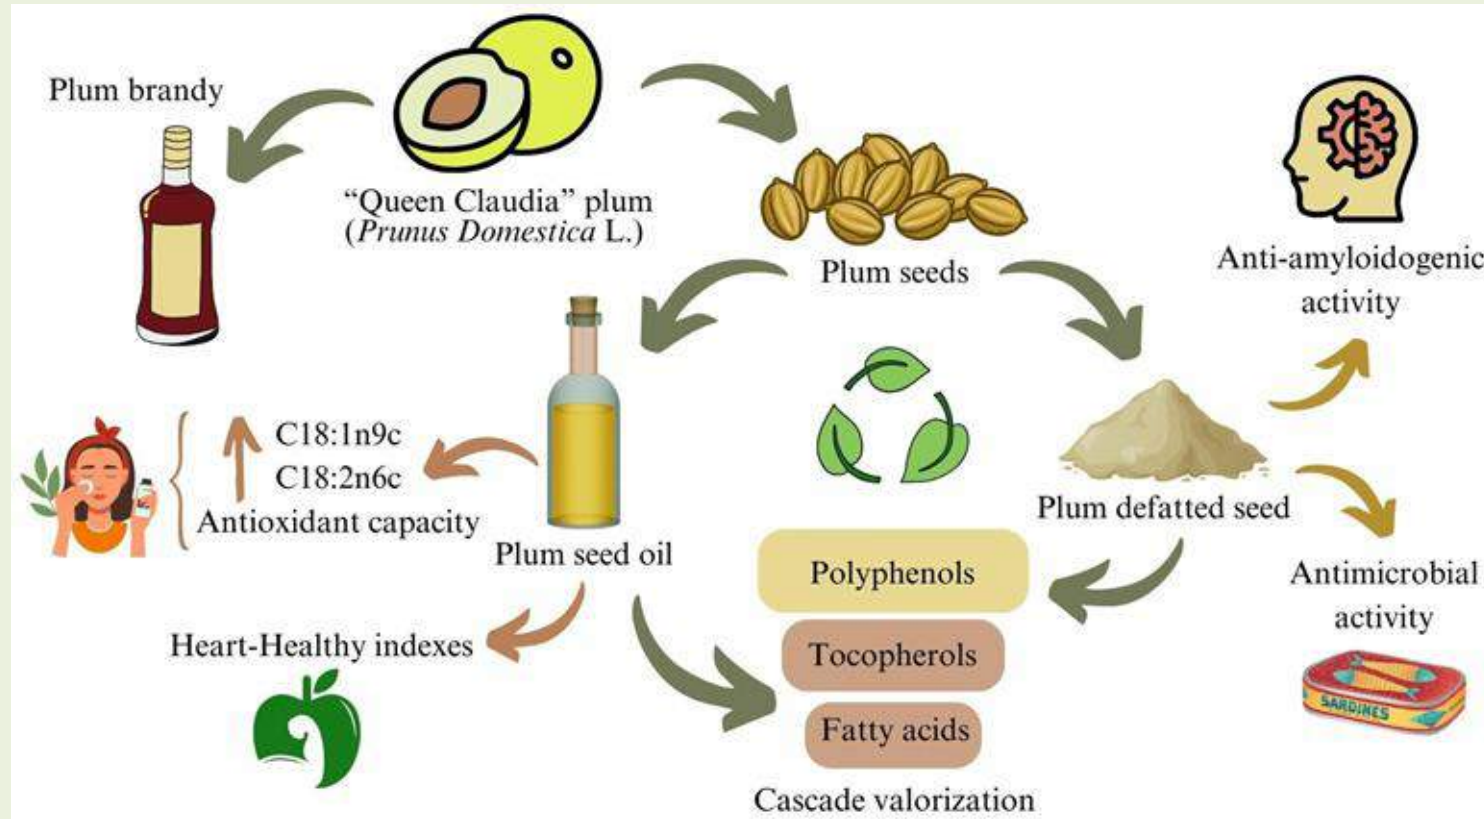 Plum brandy
“Queen Claudia” plum
(Prunus Domestica L.)
Plum seeds
Anti-amyloidogenic
activity
C18:1n9c
C18:2n6c
Antioxidant capacity
Plum seed oil
Plum defatted seed
Heart-Healthy indexes
Polyphenols
Tocopherols
Fatty acids
Cascade valorization
Antimicrobial
activity
SARDINES